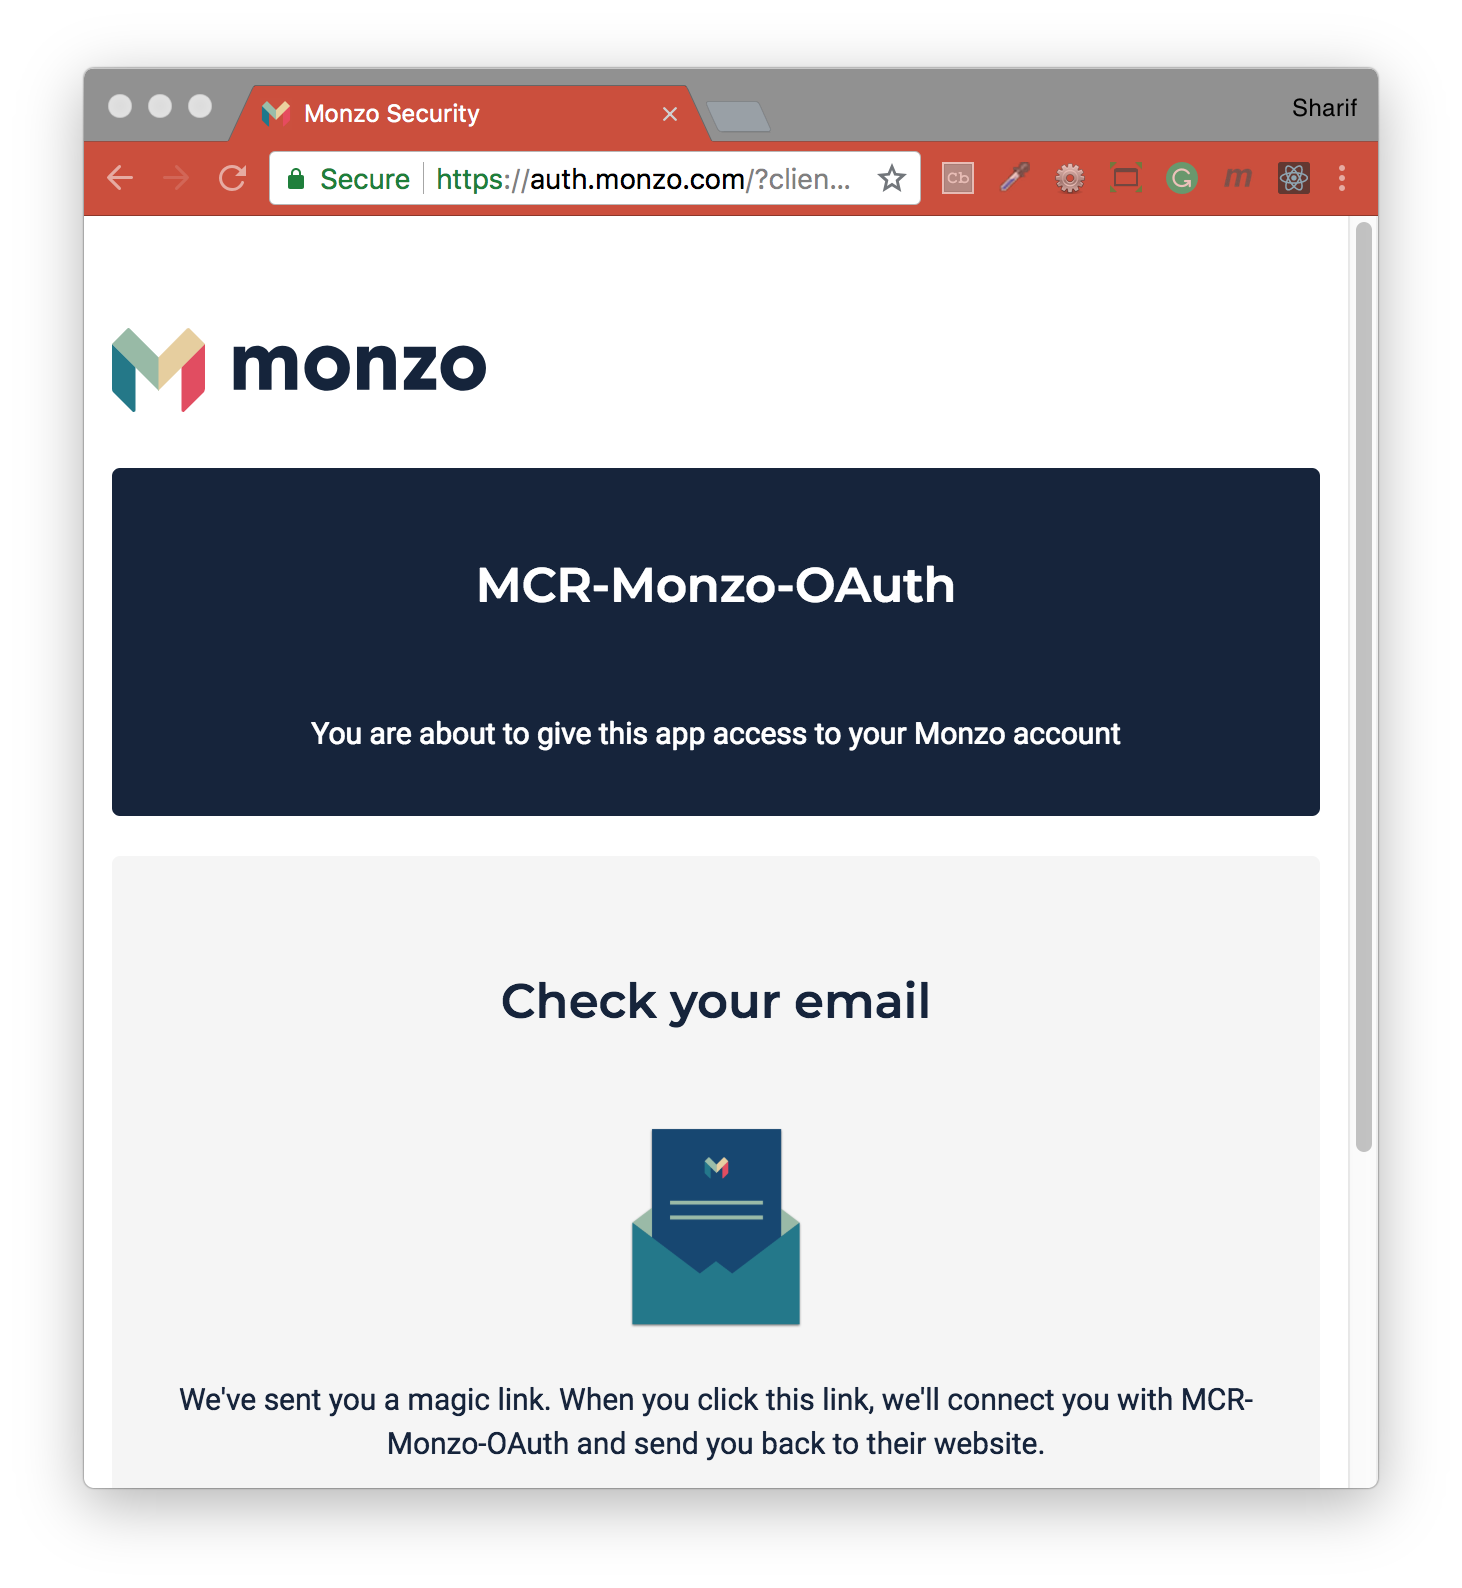 Monzo Security
Sharif
Secure
https://auth.monzo.com/?clien...
Cb
m
monzo
MCR-Monzo-OAuth
You are about to give this app access to your Monzo account
Check your email
We've sent you a magic link. When you click this link, we'll connect you with MCR-
Monzo-OAuth and send you back to their website.